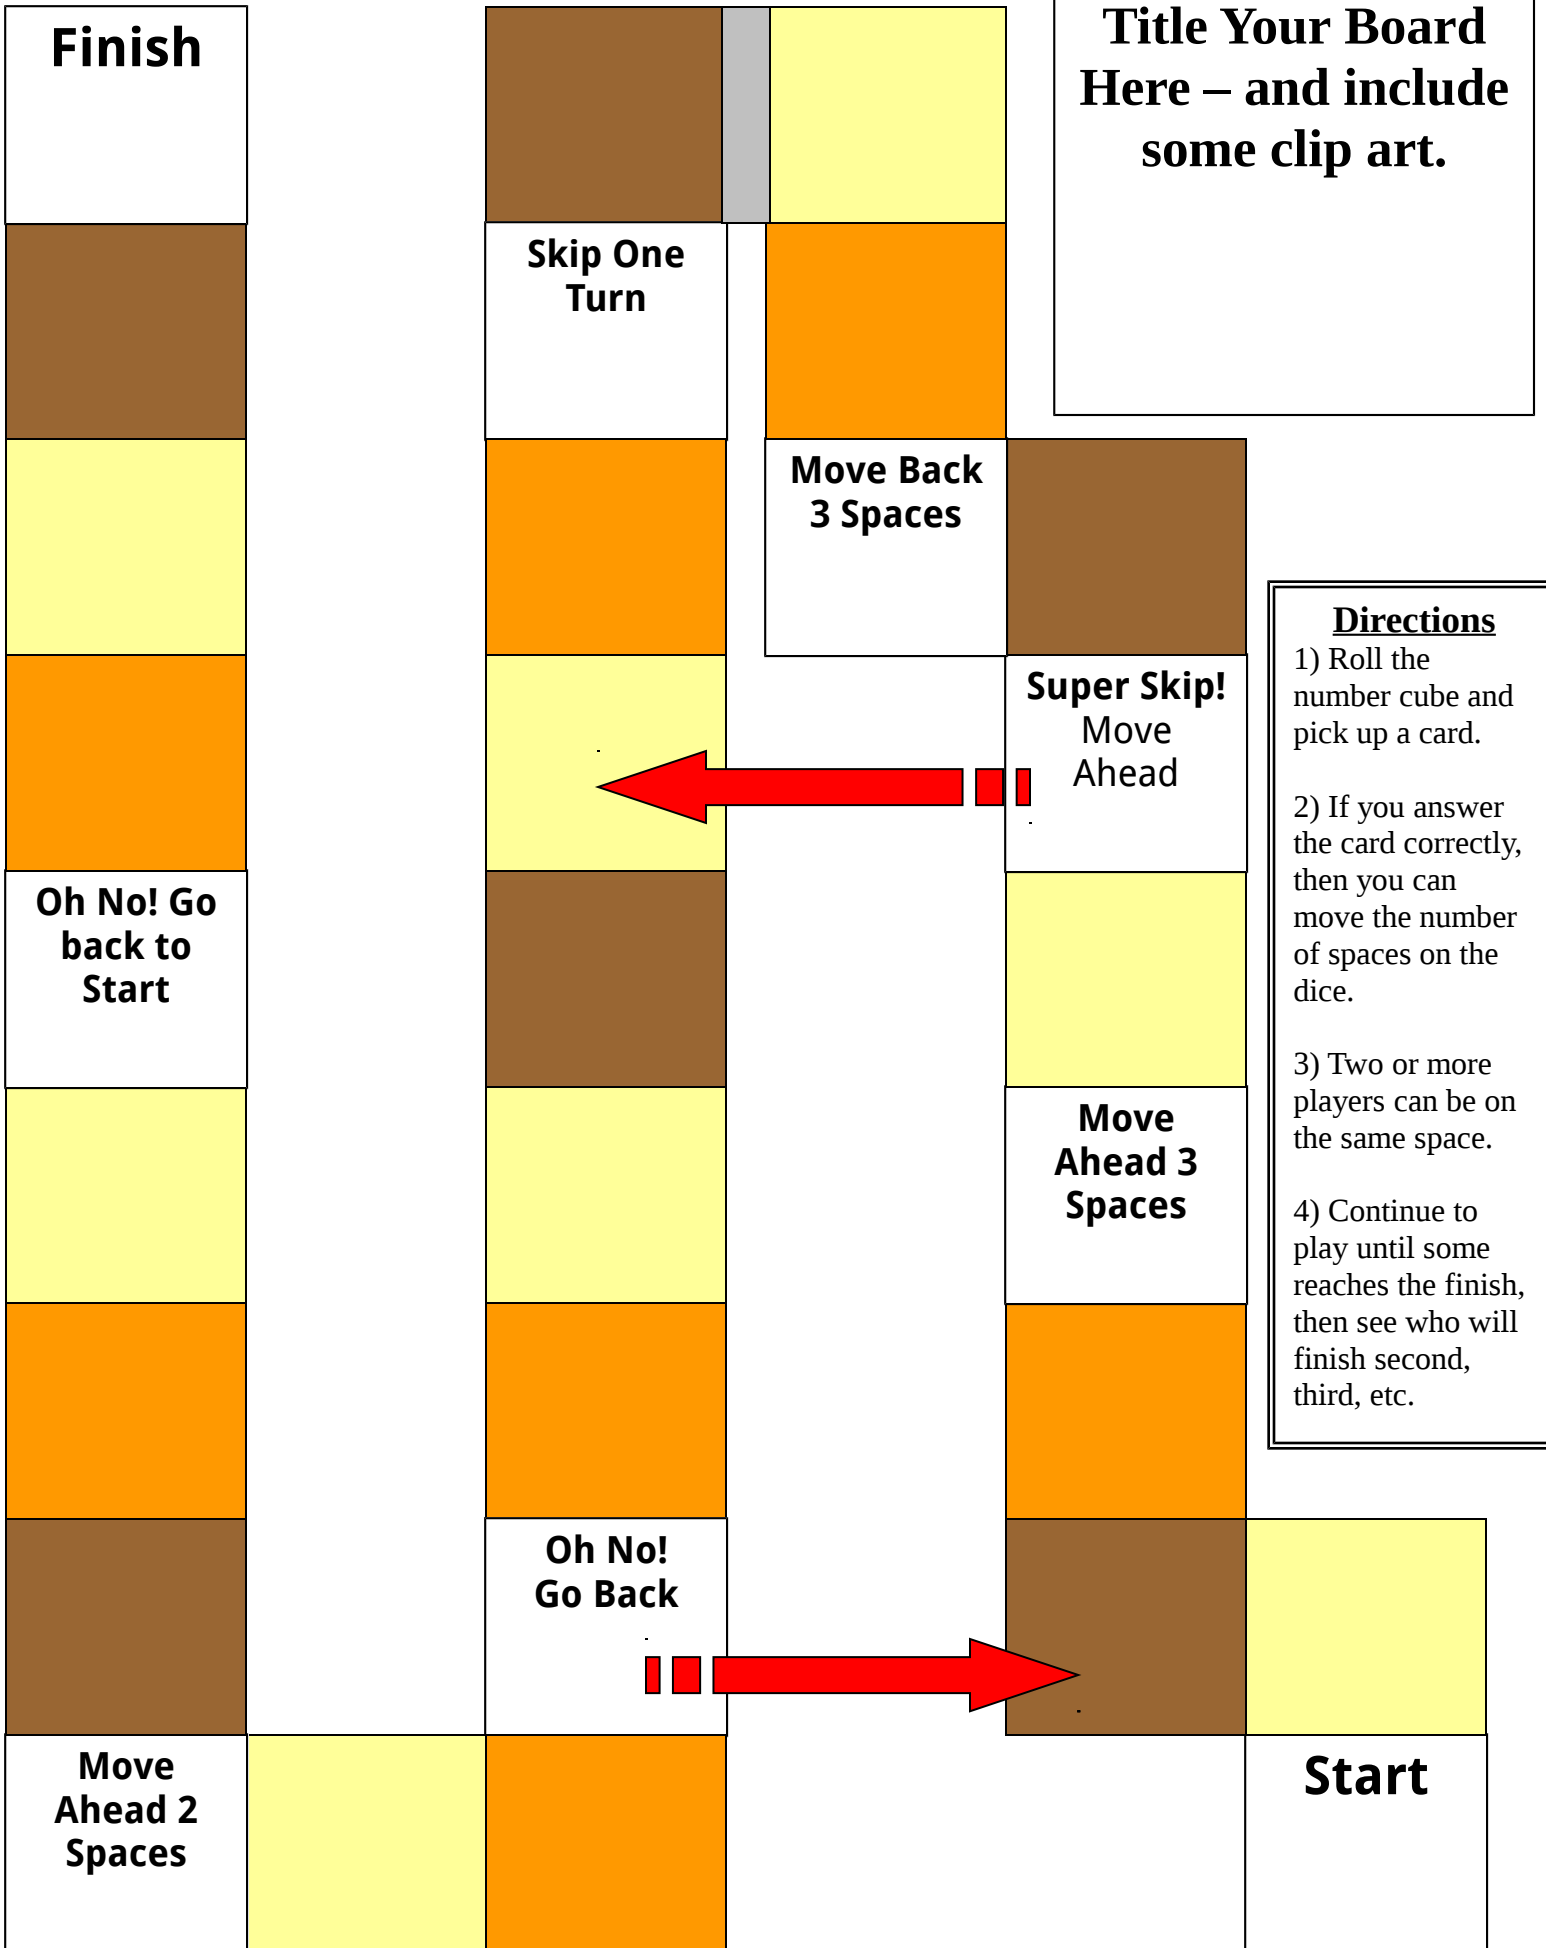 Finish
Title Your Board
Here – and include
some clip art.
Skip One
Turn
Move Back
3 Spaces
Super Skip!
Move
Ahead
Directions
1) Roll the
number cube and
pick up a card.
2) If you answer
the card correctly,
then you can
move the number
of spaces on the
dice.
3) Two or more
players can be on
the same space.
4) Continue to
play until some
reaches the finish,
then see who will
finish second,
third, etc.
Oh No! Go
back to
Start
Move
Ahead 3
Spaces
Oh No!
Go Back
Move
Ahead 2
Spaces
Start